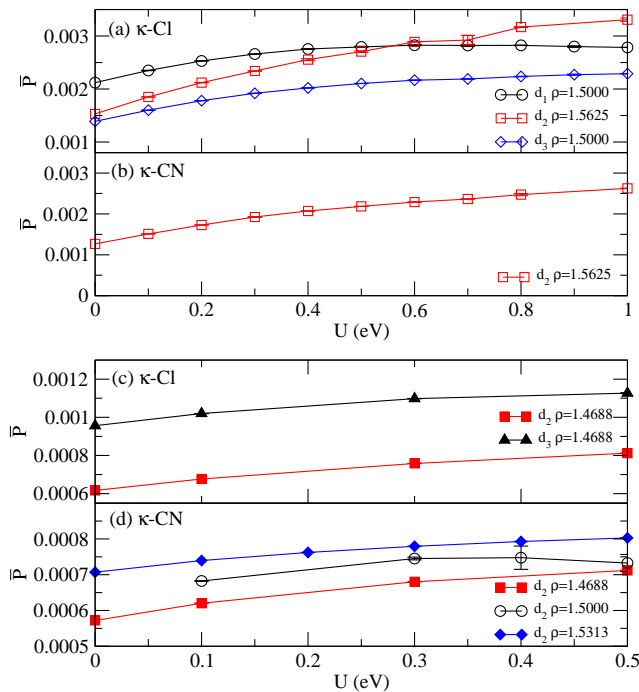 (a) κ-Cl
0.003
0.002
0.001
P̅
d₁ ρ=1.5000
d₂ ρ=1.5625
d₃ ρ=1.5000
(b) κ-CN
0.003
0.002
0.001
0
P̅
d₂ ρ=1.5625
0 0.2 0.4 0.6 0.8 1
U (eV)
(c) κ-Cl
0.0012
0.001
0.0008
0.0006
P̅
d₂ ρ=1.4688
d₃ ρ=1.4688
(d) κ-CN
0.0008
0.0007
0.0006
0.0005
P̅
d₂ ρ=1.4688
d₂ ρ=1.5000
d₂ ρ=1.5313
0 0.1 0.2 0.3 0.4 0.5
U (eV)